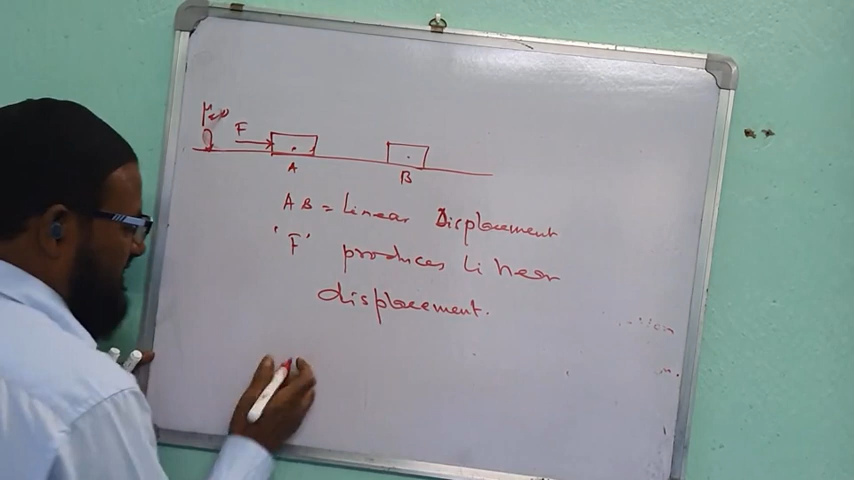 F
A
B
AB = Linear Displacement
'F' produces Linear
displacement.